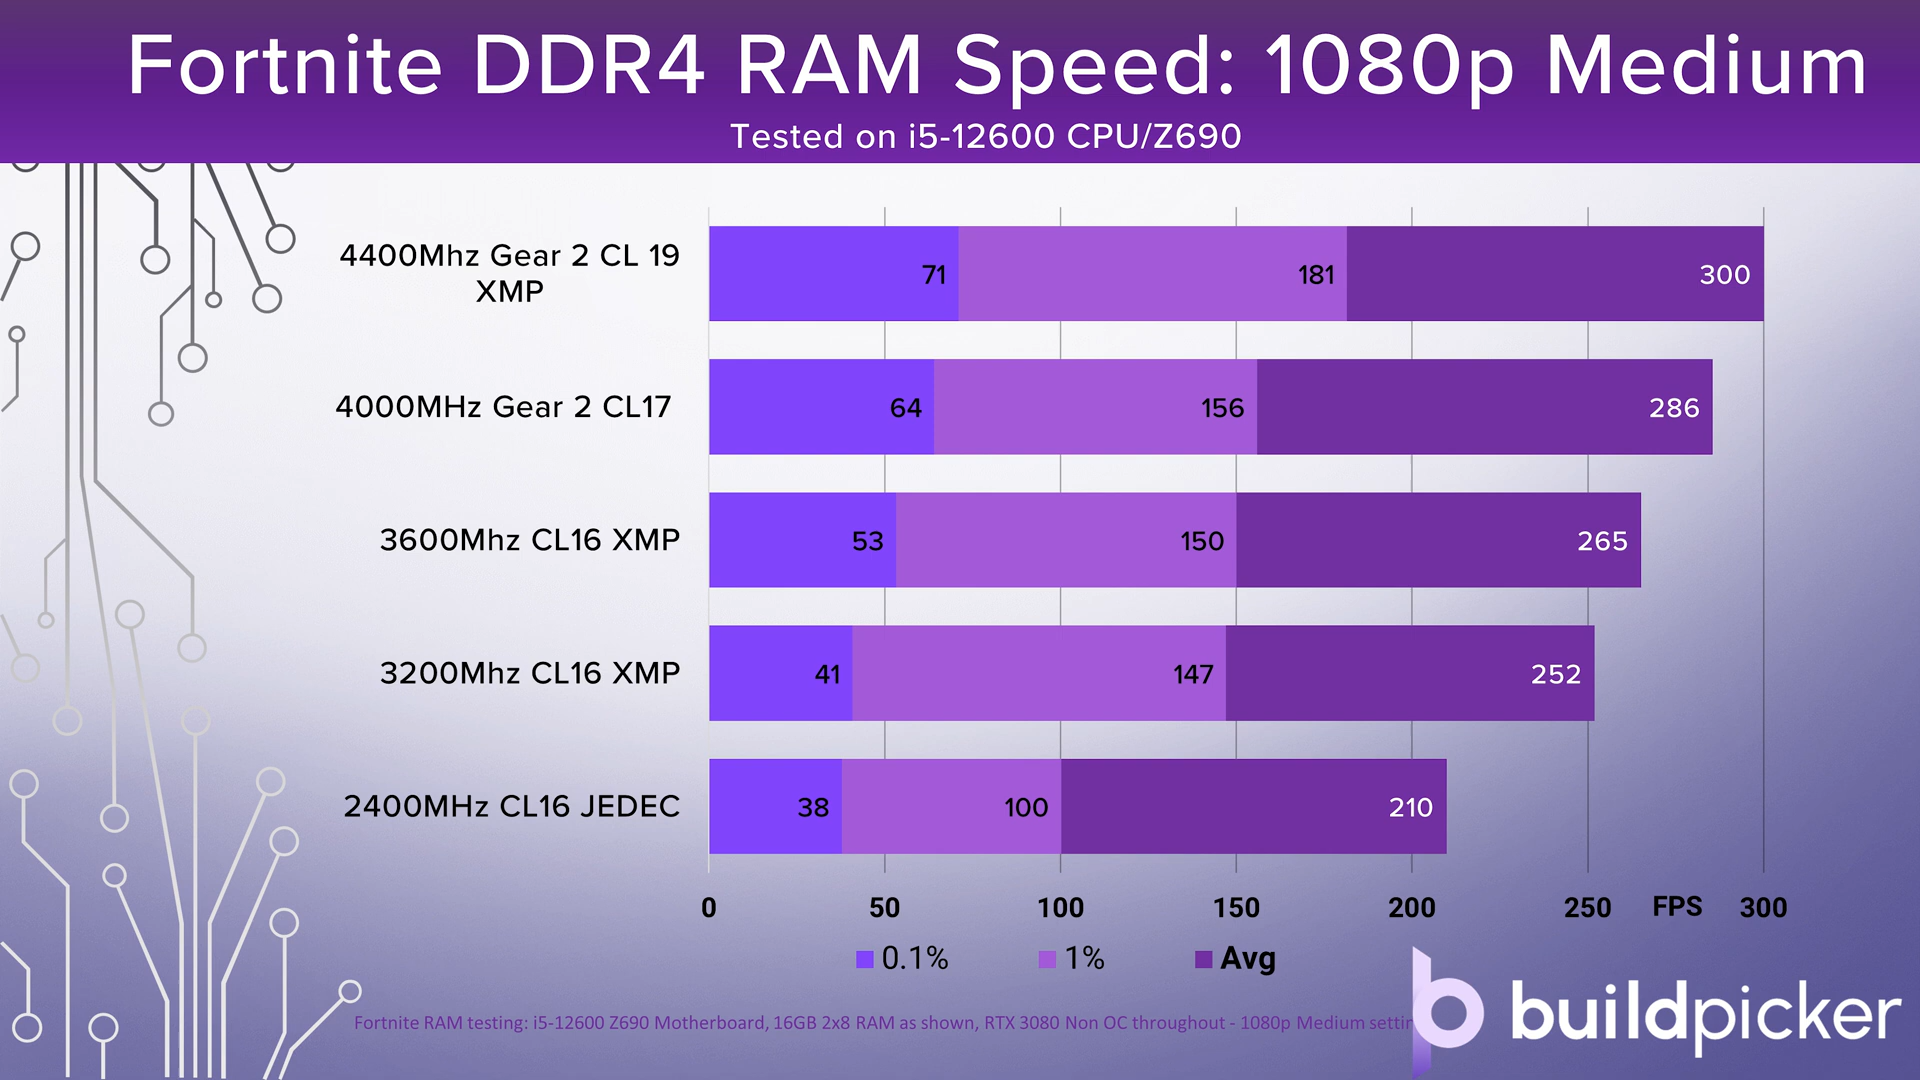 Fortnite DDR4 RAM Speed: 1080p Medium
Tested on i5-12600 CPU/Z690
4400Mhz Gear 2 CL 19
XMP
71 181 300
4000MHz Gear 2 CL17 64 156 286
3600Mhz CL16 XMP 53 150 265
3200Mhz CL16 XMP 41 147 252
2400MHz CL16 JEDEC 38 100 210
0 50 100 150 200 250 FPS 300
0.1% 1% Avg
Fortnite RAM testing: i5-12600 Z690 Motherboard, 16GB 2x8 RAM as shown, RTX 3080 Non OC throughout - 1080p Medium
buildpicker